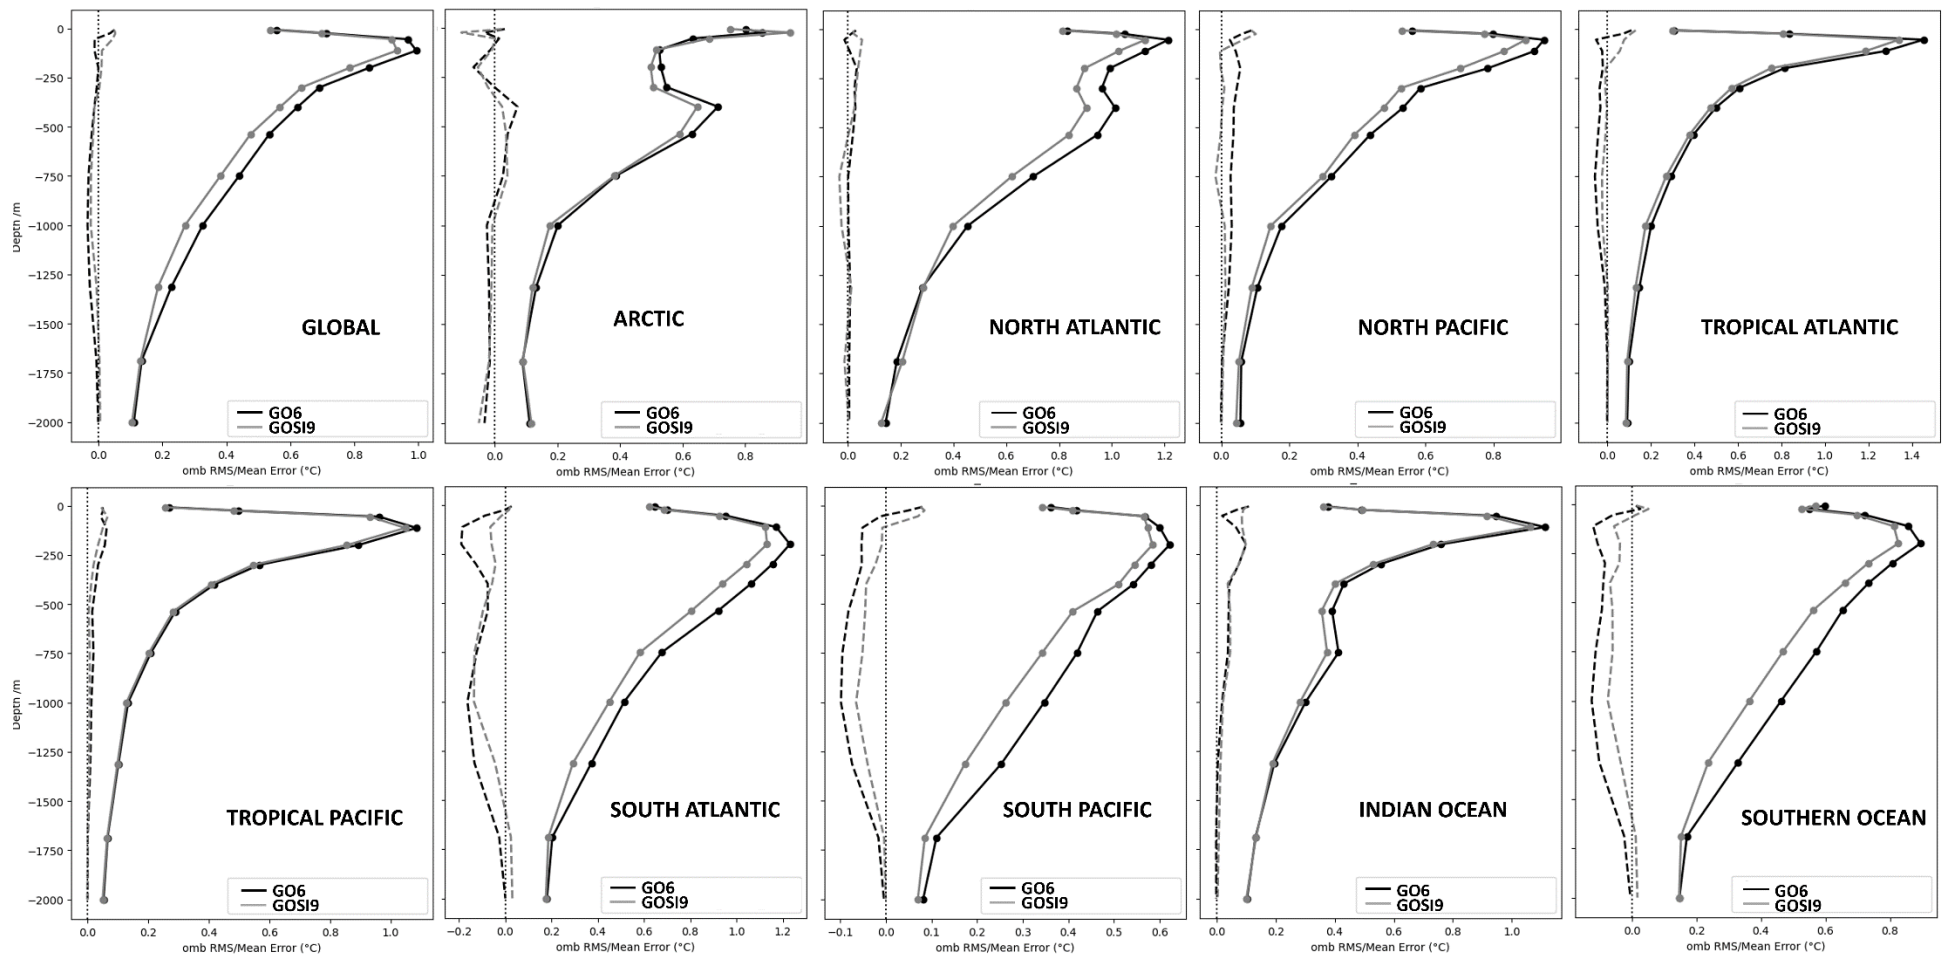 0
−250
−500
−750
−1000
−1250
−1500
−1750
−2000
Depth /m
GLOBAL
GO6
GOSI9
0.0 0.2 0.4 0.6 0.8 1.0
omb RMS/Mean Error (°C)
ARCTIC
GO6
GOSI9
0.0 0.2 0.4 0.6 0.8
omb RMS/Mean Error (°C)
NORTH ATLANTIC
GO6
GOSI9
0.0 0.2 0.4 0.6 0.8 1.0 1.2
omb RMS/Mean Error (°C)
NORTH PACIFIC
GO6
GOSI9
0.0 0.2 0.4 0.6 0.8
omb RMS/Mean Error (°C)
TROPICAL ATLANTIC
GO6
GOSI9
0.0 0.2 0.4 0.6 0.8 1.0 1.2 1.4
omb RMS/Mean Error (°C)
0
−250
−500
−750
−1000
−1250
−1500
−1750
−2000
Depth /m
TROPICAL PACIFIC
GO6
GOSI9
0.0 0.2 0.4 0.6 0.8 1.0
omb RMS/Mean Error (°C)
SOUTH ATLANTIC
GO6
GOSI9
−0.2 0.0 0.2 0.4 0.6 0.8 1.0 1.2
omb RMS/Mean Error (°C)
SOUTH PACIFIC
GO6
GOSI9
−0.1 0.0 0.1 0.2 0.3 0.4 0.5 0.6
omb RMS/Mean Error (°C)
INDIAN OCEAN
GO6
GOSI9
0.0 0.2 0.4 0.6 0.8 1.0
omb RMS/Mean Error (°C)
SOUTHERN OCEAN
GO6
GOSI9
0.0 0.2 0.4 0.6 0.8
omb RMS/Mean Error (°C)